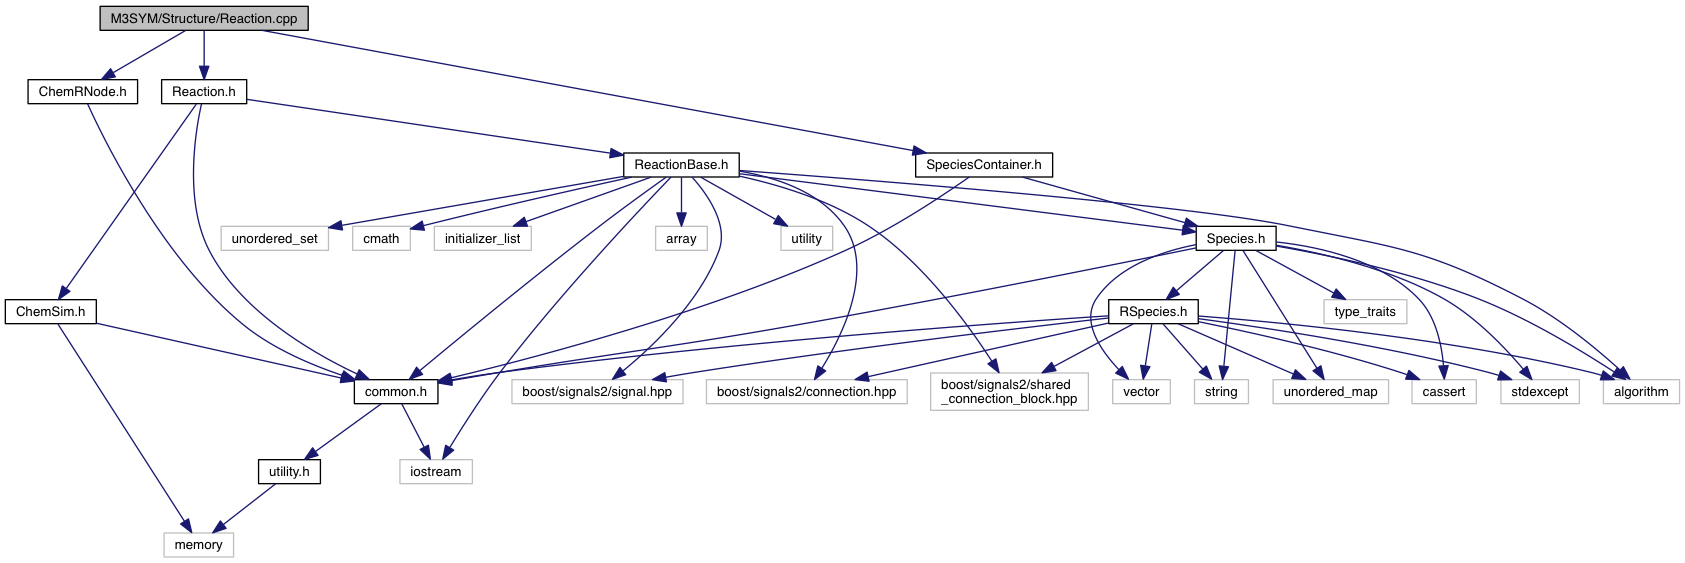 M3SYM/Structure/Reaction.cpp
ChemRNode.h
Reaction.h
ReactionBase.h
SpeciesContainer.h
unordered_set
cmath
initializer_list
array
utility
Species.h
ChemSim.h
RSpecies.h
type_traits
common.h
boost/signals2/signal.hpp
boost/signals2/connection.hpp
boost/signals2/shared
_connection_block.hpp
vector
string
unordered_map
cassert
stdexcept
algorithm
utility.h
iostream
memory